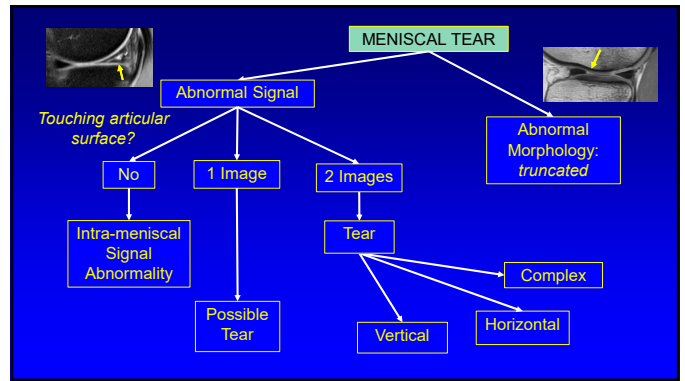 MENISCAL TEAR
Abnormal Signal
Touching articular
surface?
Abnormal
Morphology:
truncated
No
1 Image
2 Images
Intra-meniscal
Signal
Abnormality
Tear
Complex
Possible
Tear
Vertical
Horizontal